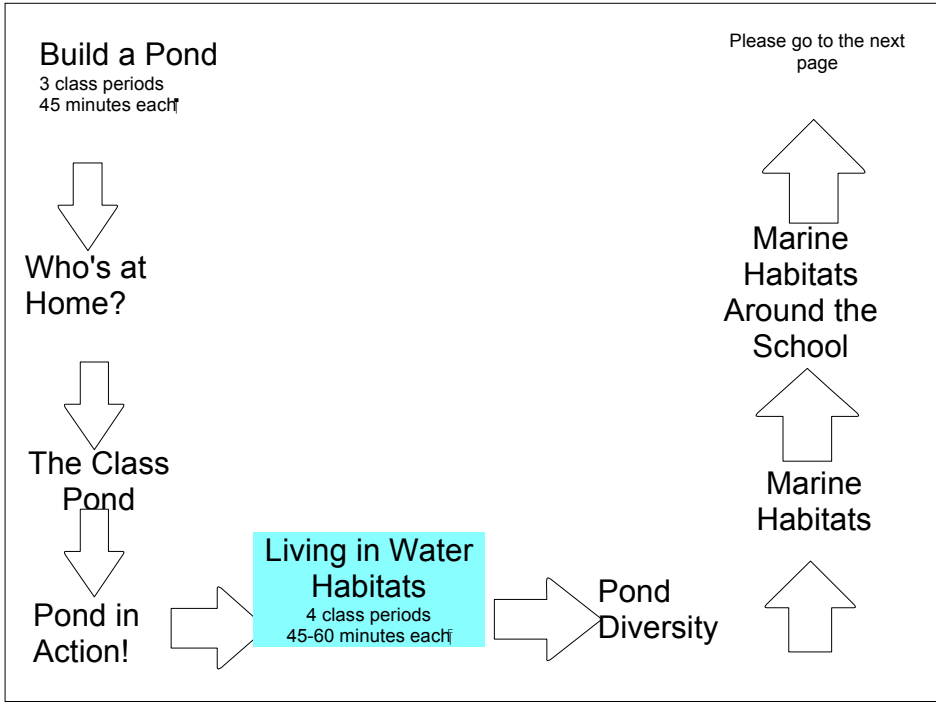 Build a Pond
3 class periods
45 minutes each
Who's at
Home?
The Class
Pond
Pond in
Action!
Living in Water
Habitats
4 class periods
45-60 minutes each
Pond
Diversity
Marine
Habitats
Marine
Habitats
Around the
School
Please go to the next
page